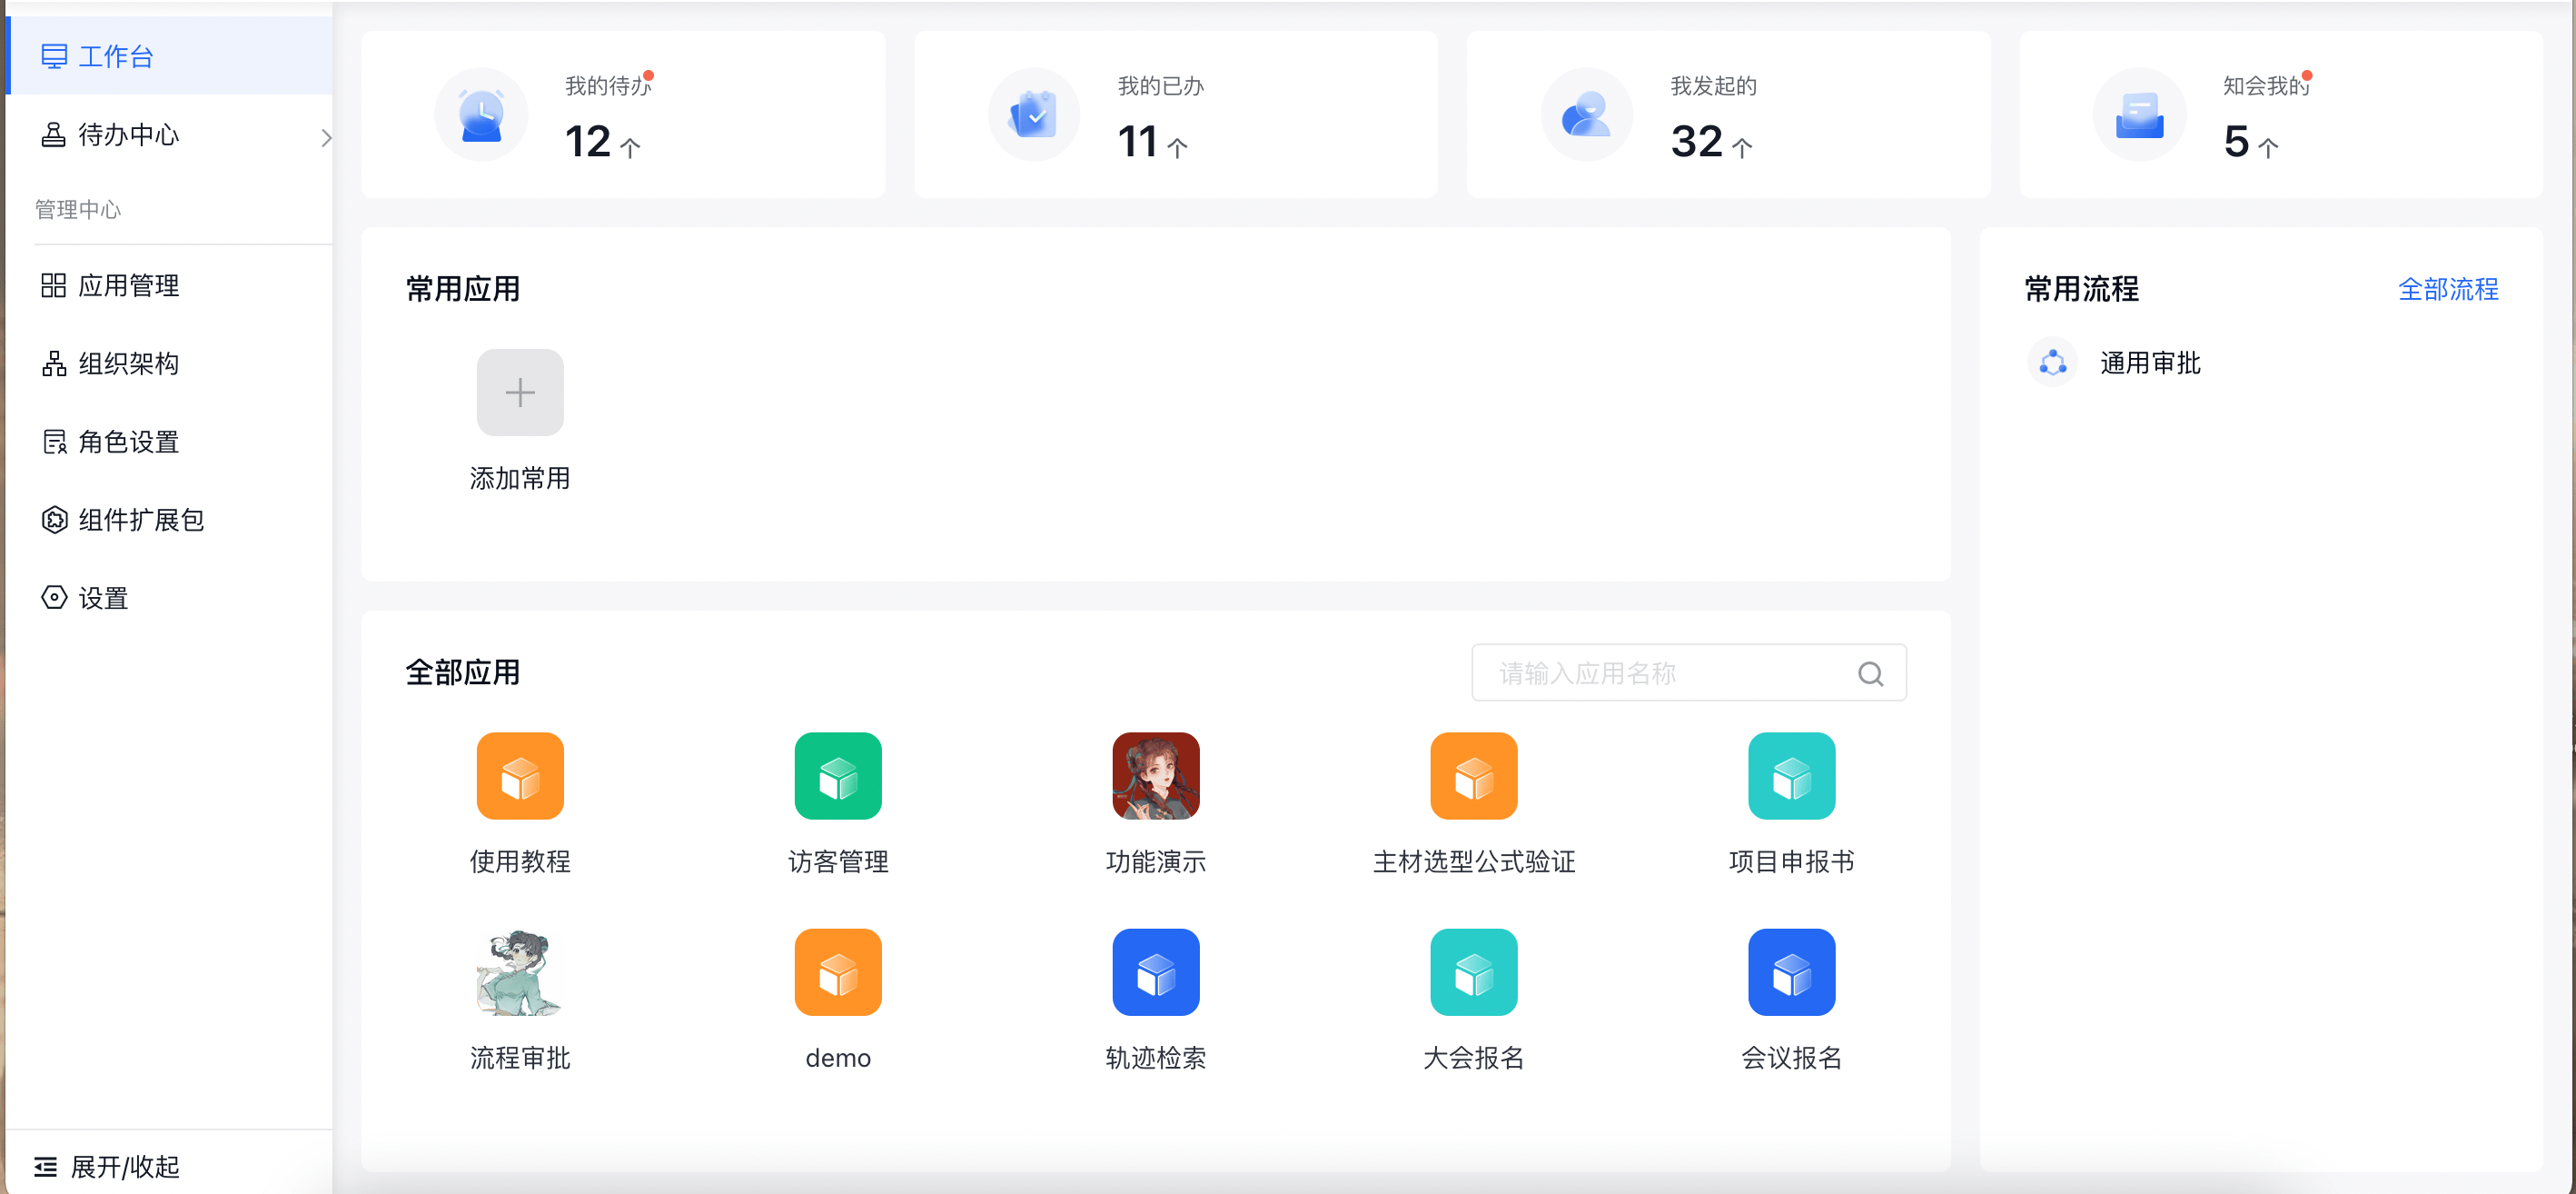 工作台
待办中心
管理中心
应用管理
组织架构
角色设置
组件扩展包
设置
展开/收起
我的待办
12 个
我的已办
11 个
我发起的
32 个
知会我的
5 个
常用应用
添加常用
常用流程
全部流程
通用审批
全部应用
请输入应用名称
使用教程
访客管理
功能演示
主材选型公式验证
项目申报书
流程审批
demo
轨迹检索
大会报名
会议报名